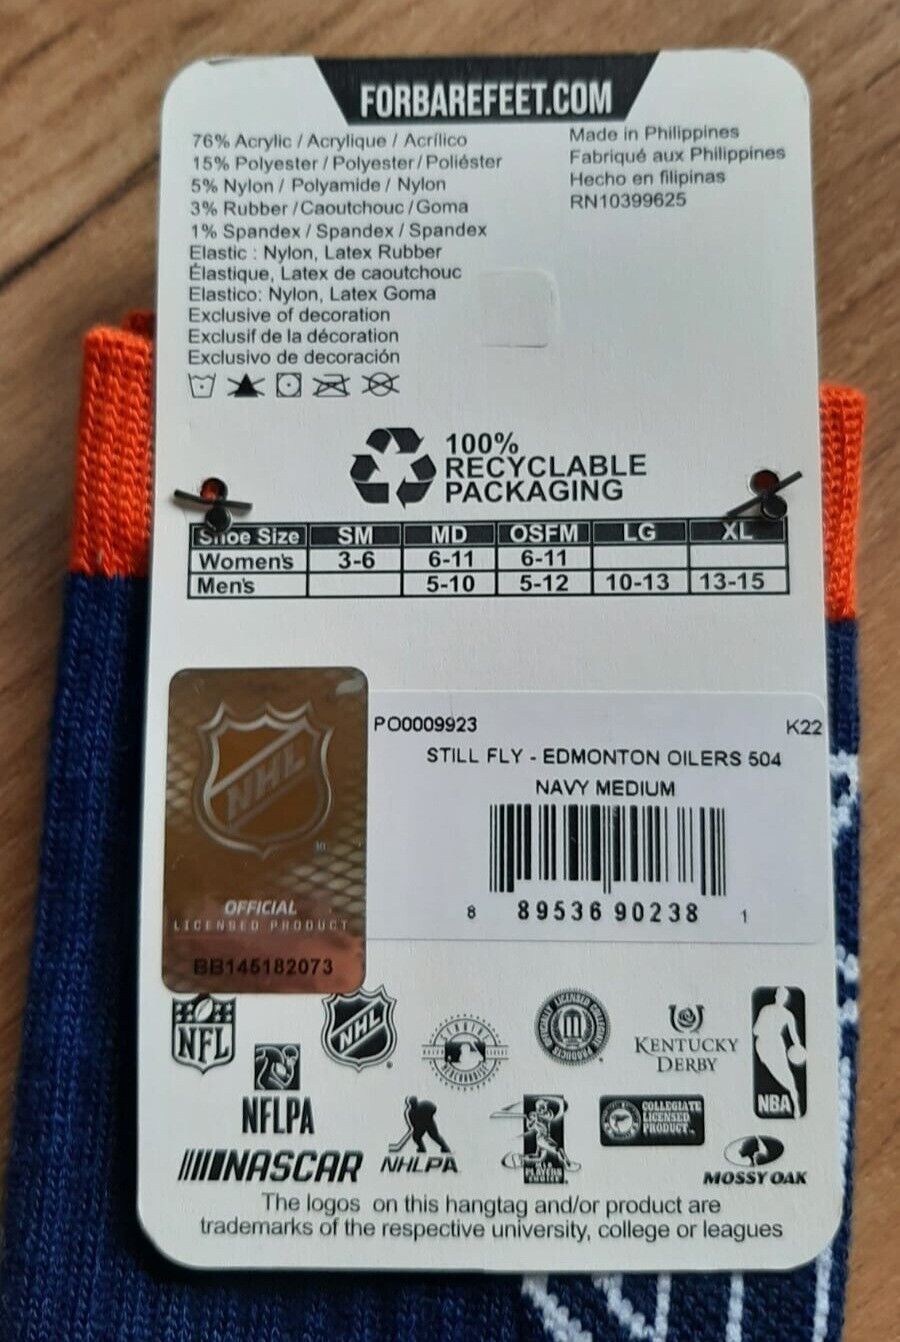 FORBAREFEET.COM
76% Acrylic / Acrylique / Acrílico
15% Polyester / Polyester / Poliéster
5% Nylon / Polyamide / Nylon
3% Rubber / Caoutchouc / Goma
1% Spandex / Spandex / Spandex
Elastic : Nylon, Latex Rubber
Élastique, Latex de caoutchouc
Elastico: Nylon, Latex Goma
Exclusive of decoration
Exclusif de la décoration
Exclusivo de decoración
Made in Philippines
Fabriqué aux Philippines
Hecho en filipinas
RN10399625
100%
RECYCLABLE
PACKAGING
Shoe Size SM MD OSFM LG XL
Women's 3-6 6-11 6-11
Men's 5-10 5-12 10-13 13-15
NHL
OFFICIAL
LICENSED PRODUCT
BB145182073
PO0009923 K22
STILL FLY - EDMONTON OILERS 504
NAVY MEDIUM
8 89536 90238 1
NFL
NHL
GENUINE
MERCHANDISE
KENTUCKY
DERBY
NBA
NFLPA
NASCAR
NHLPA
PLAYERS
COLLEGIATE
LICENSED
PRODUCT
MOSSY OAK
The logos on this hangtag and/or product are
trademarks of the respective university, college or leagues